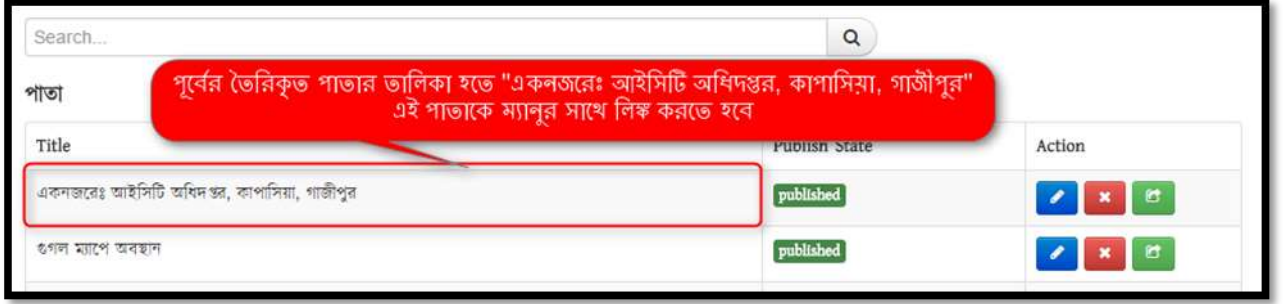 Search...
পূর্বের তৈরিকৃত পাতার তালিকা হতে "একনজরেঃ আইসিটি অধিদপ্তর, কাপাসিয়া, গাজীপুর"
এই পাতাকে ম্যানুর সাথে লিঙ্ক করতে হবে
পাতা
Title Publish State Action
একনজরেঃ আইসিটি অধিদপ্তর, কাপাসিয়া, গাজীপুর published
গুগল ম্যাপে অবস্থান published